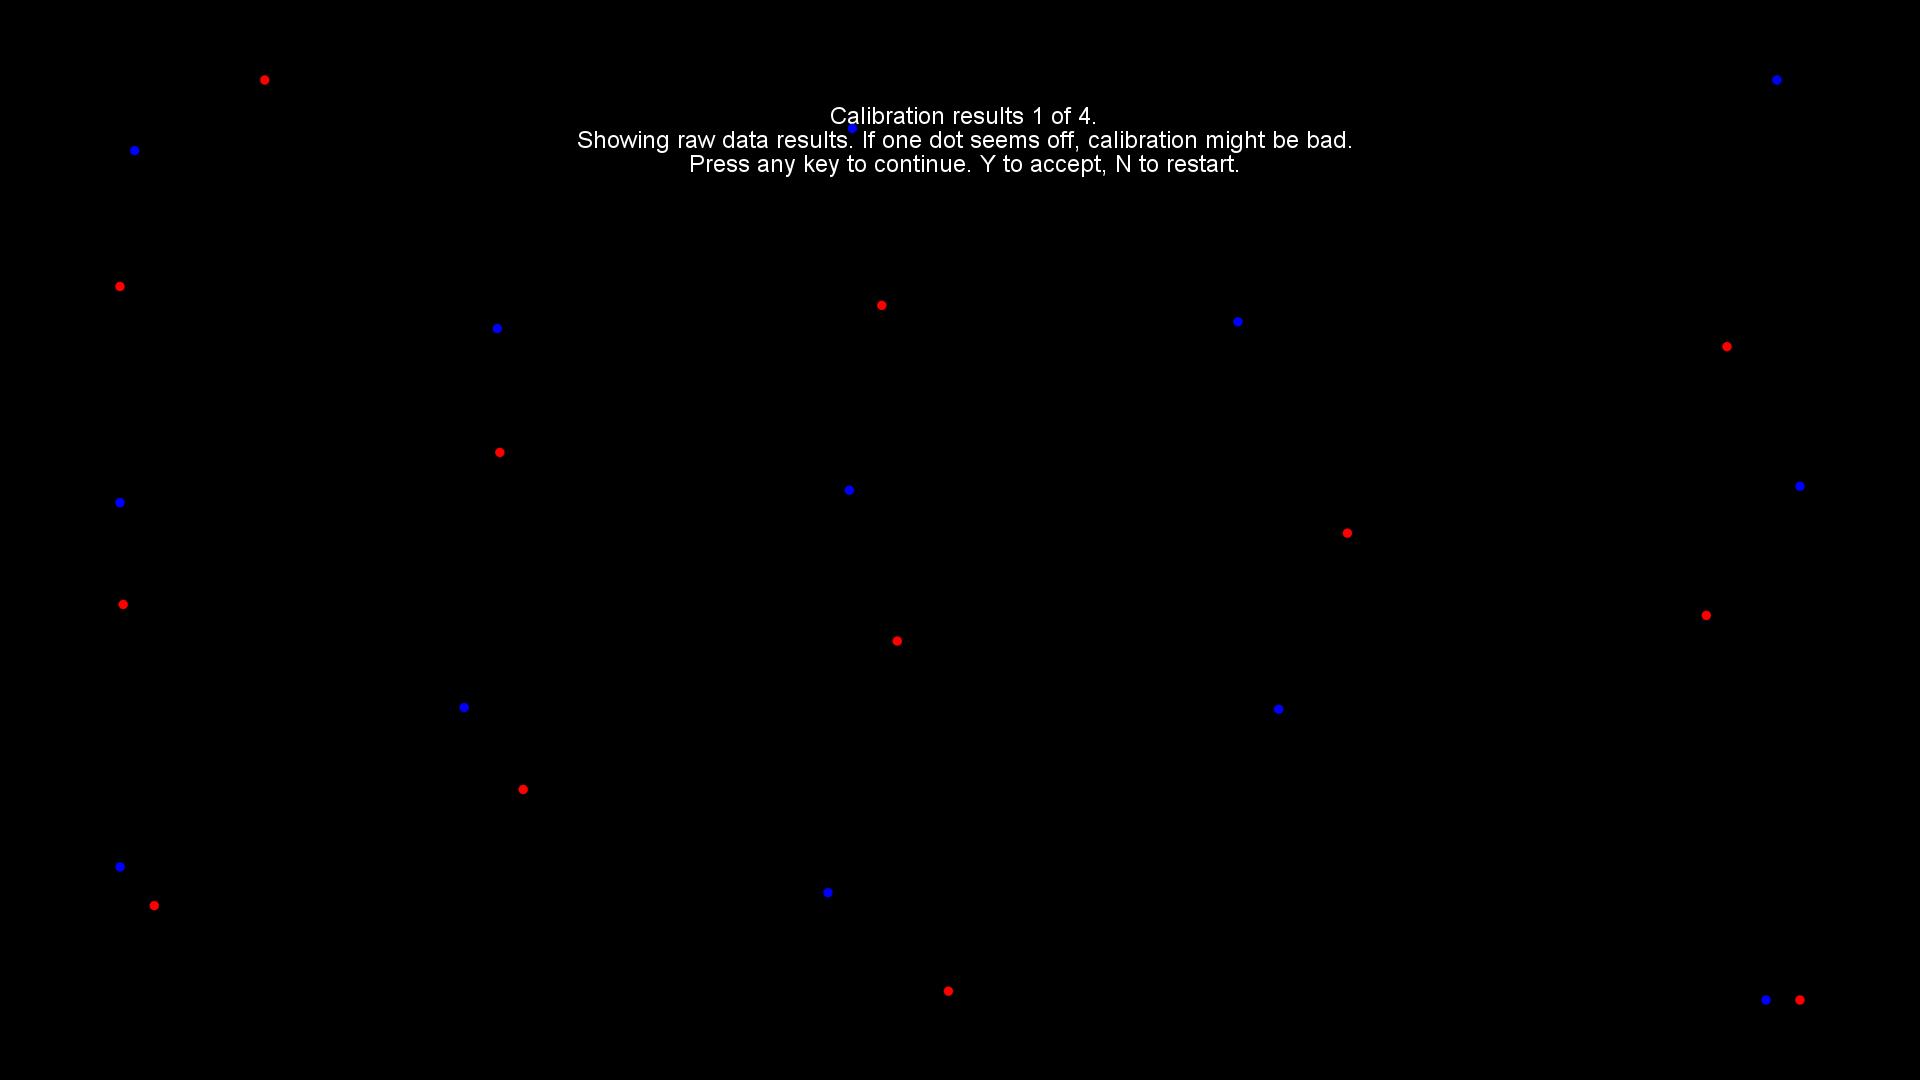 Calibration results 1 of 4.
Showing raw data results. If one dot seems off, calibration might be bad.
Press any key to continue. Y to accept, N to restart.